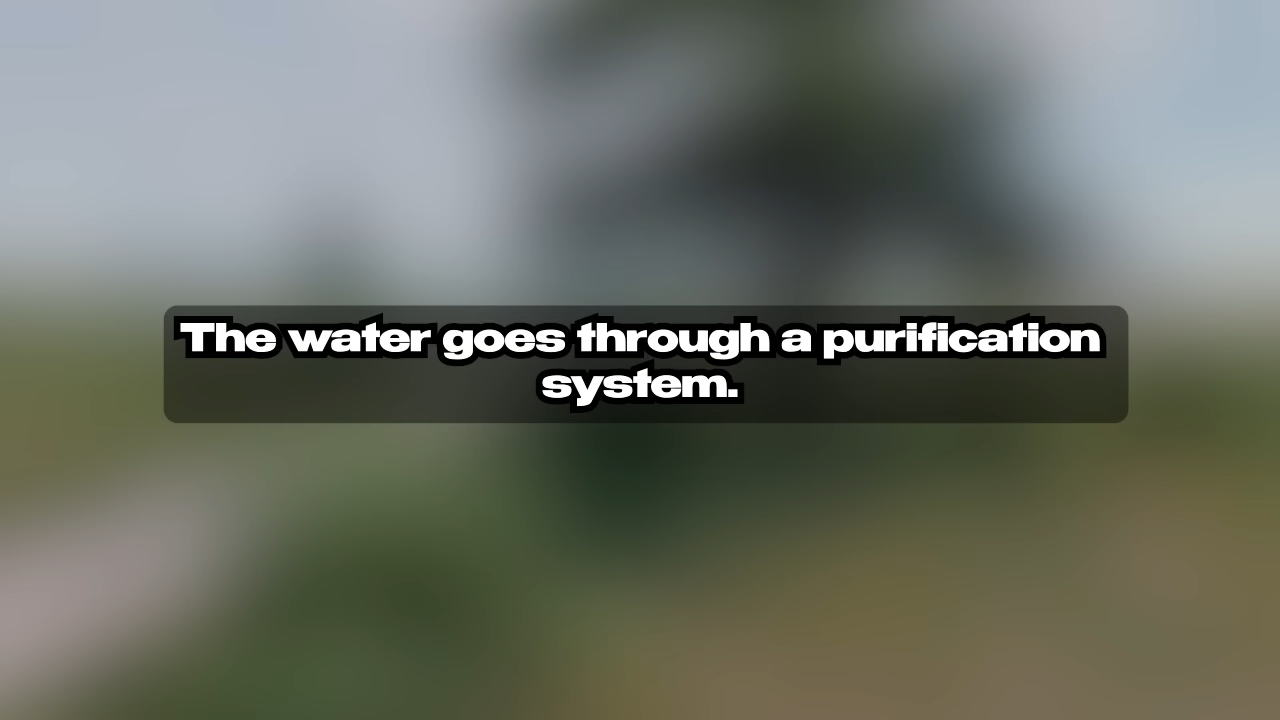 The water goes through a purification
system.